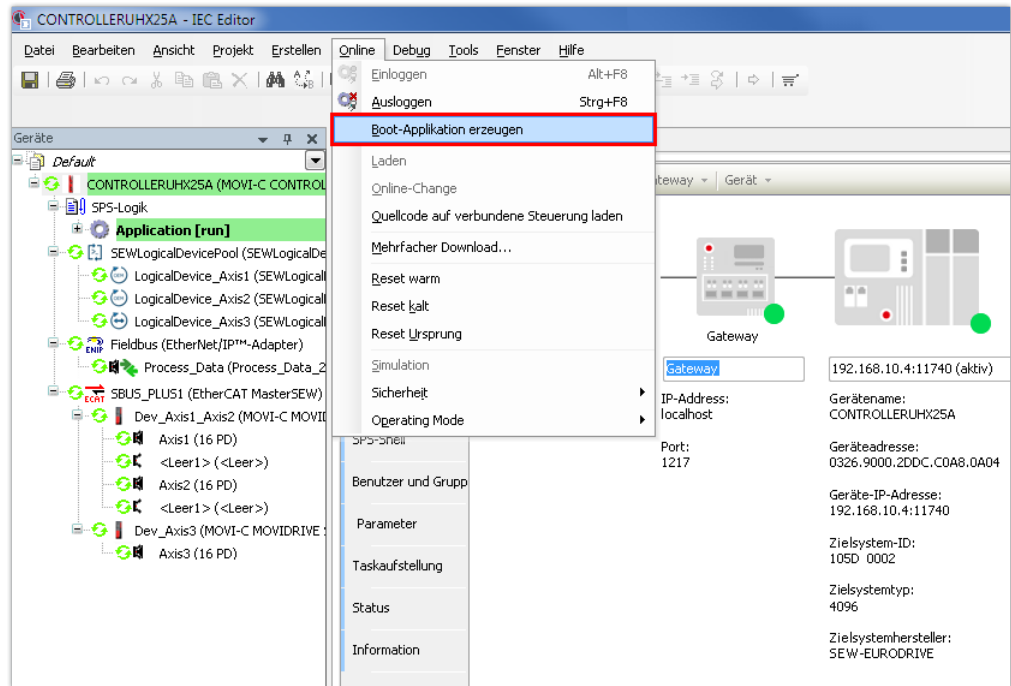 CONTROLLERUHX25A - IEC Editor
Datei Bearbeiten Ansicht Projekt Erstellen Online Debug Tools Fenster Hilfe
Einloggen Alt+F8
Ausloggen Strg+F8
Boot-Applikation erzeugen
Laden
Online-Change
Quellcode auf verbundene Steuerung laden
Mehrfacher Download...
Reset warm
Reset kalt
Reset Ursprung
Simulation
Sicherheit
Operating Mode
Geräte
Default
CONTROLLERUHX25A (MOVI-C CONTROL
SPS-Logik
Application [run]
SEWLogicalDevicePool (SEWLogicalDe
LogicalDevice_Axis1 (SEWLogical
LogicalDevice_Axis2 (SEWLogical
LogicalDevice_Axis3 (SEWLogical
Fieldbus (EtherNet/IP™-Adapter)
ENIP
Process_Data (Process_Data_2
SBUS_PLUS1 (EtherCAT MasterSEW)
ECAT
Dev_Axis1_Axis2 (MOVI-C MOVI
Axis1 (16 PD)
<Leer1> (<Leer>)
Axis2 (16 PD)
<Leer1> (<Leer>)
Dev_Axis3 (MOVI-C MOVIDRIVE
Axis3 (16 PD)
SPS-Shell
Benutzer und Grupp
Parameter
Taskaufstellung
Status
Information
teway Gerät
Gateway
Gateway
IP-Address:
localhost
Port:
1217
192.168.10.4:11740 (aktiv)
Gerätename:
CONTROLLERUHX25A
Geräteadresse:
0326.9000.2DDC.C0A8.0A04
Geräte-IP-Adresse:
192.168.10.4:11740
Zielsystem-ID:
105D 0002
Zielsystemtyp:
4096
Zielsystemhersteller:
SEW-EURODRIVE